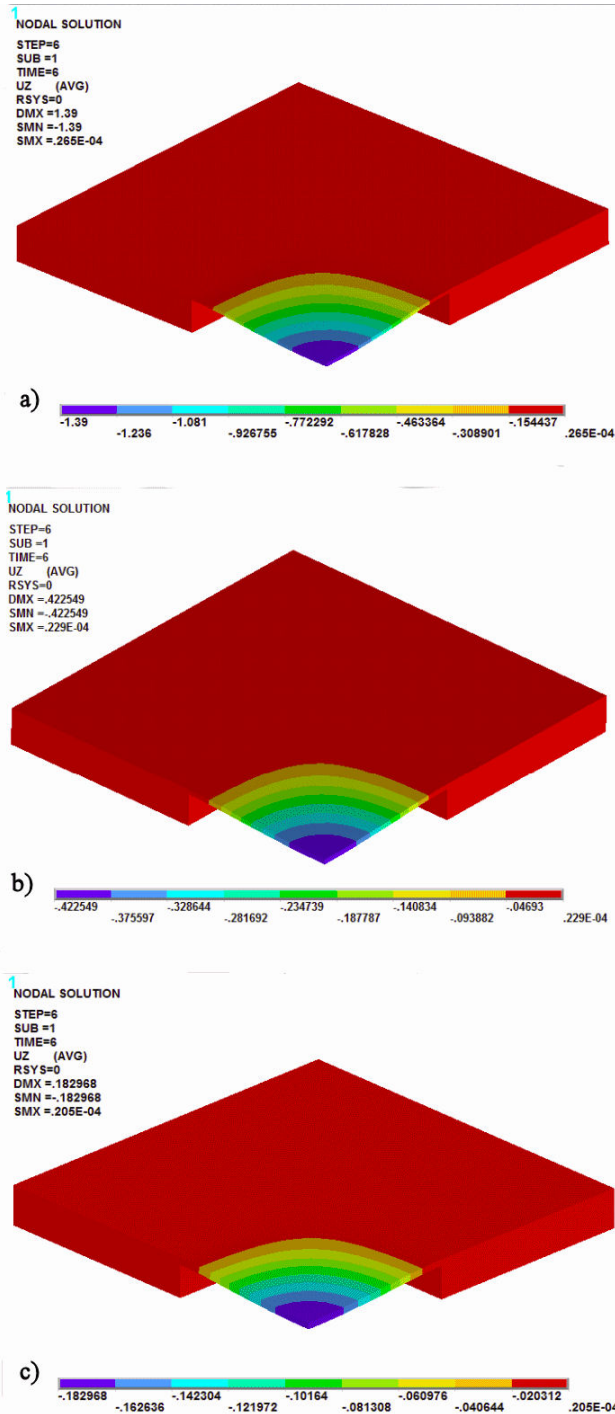 1
NODAL SOLUTION
STEP=6
SUB =1
TIME=6
UZ (AVG)
RSYS=0
DMX =1.39
SMN =-1.39
SMX =.265E-04
a)
-1.39 -1.081 -.772292 -.463364 -.154437
-1.236 -.926755 -.617828 -.308901 .265E-04
1
NODAL SOLUTION
STEP=6
SUB =1
TIME=6
UZ (AVG)
RSYS=0
DMX =.422549
SMN =-.422549
SMX =.229E-04
b)
-.422549 -.328644 -.234739 -.140834 -.04693
-.375597 -.281692 -.187787 -.093882 .229E-04
1
NODAL SOLUTION
STEP=6
SUB =1
TIME=6
UZ (AVG)
RSYS=0
DMX =.182968
SMN =-.182968
SMX =.205E-04
c)
-.182968 -.142304 -.10164 -.060976 -.020312
-.162636 -.121972 -.081308 -.040644 .205E-04